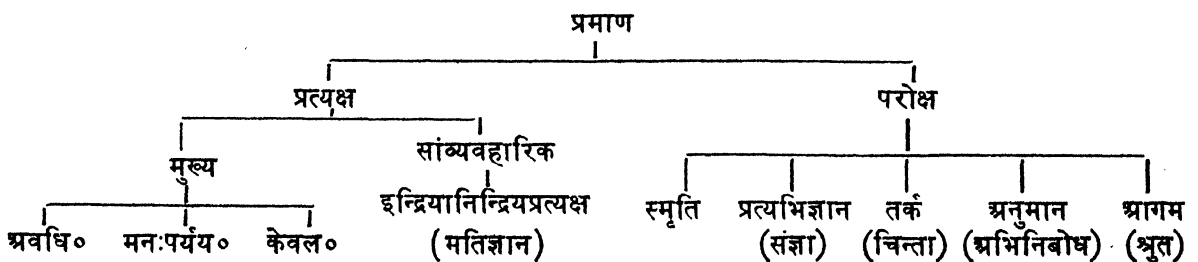 प्रमाण
प्रत्यक्ष परोक्ष
मुख्य सांव्यवहारिक
इन्द्रियानिन्द्रियप्रत्यक्ष स्मृति प्रत्यभिज्ञान तर्क अनुमान आगम
अवधि० मनःपर्यय० केवल० (मतिज्ञान) (संज्ञा) (चिन्ता) (अभिनिबोध) (श्रुत)